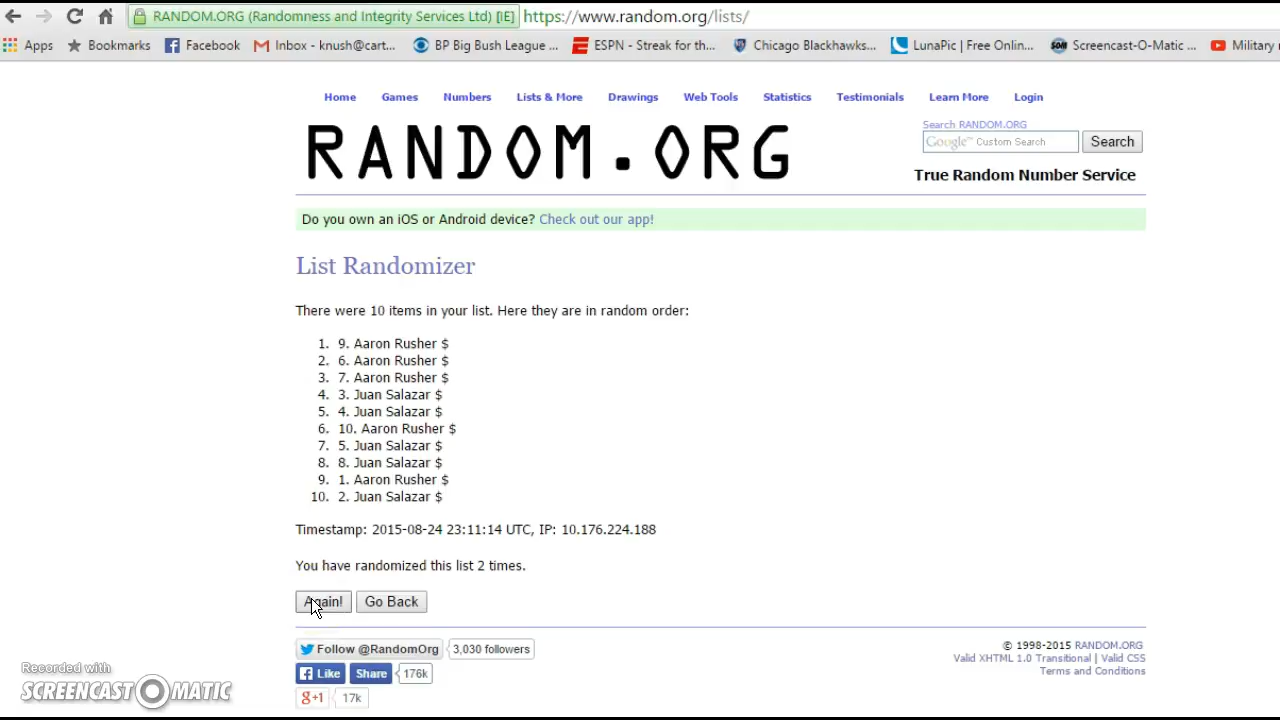 RANDOM.ORG (Randomness and Integrity Services Ltd) [IE] https://www.random.org/lists/
Apps Bookmarks Facebook Inbox - knush@cart... BP Big Bush League ... ESPN - Streak for th... Chicago Blackhawks... LunaPic | Free Onlin... Screencast-O-Matic ... Military
Home Games Numbers Lists & More Drawings Web Tools Statistics Testimonials Learn More Login
RANDOM.ORG
Search RANDOM.ORG
Google™ Custom Search Search
True Random Number Service
Do you own an iOS or Android device? Check out our app!
List Randomizer
There were 10 items in your list. Here they are in random order:
1. 9. Aaron Rusher $
2. 6. Aaron Rusher $
3. 7. Aaron Rusher $
4. 3. Juan Salazar $
5. 4. Juan Salazar $
6. 10. Aaron Rusher $
7. 5. Juan Salazar $
8. 8. Juan Salazar $
9. 1. Aaron Rusher $
10. 2. Juan Salazar $
Timestamp: 2015-08-24 23:11:14 UTC, IP: 10.176.224.188
You have randomized this list 2 times.
Again! Go Back
Follow @RandomOrg 3,030 followers
Like Share 176k
g+1 17k
© 1998-2015 RANDOM.ORG
Valid XHTML 1.0 Transitional | Valid CSS
Terms and Conditions
Recorded with
SCREENCAST-O-MATIC